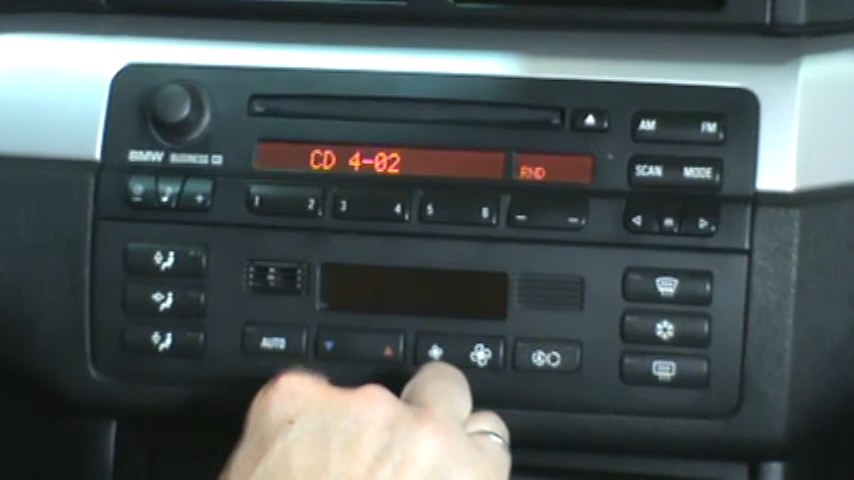 AM FM
CD 4-02 RND
BMW BUSINESS CD
SCAN MODE
- +
1 2 3 4 5 6 - -
m
AUTO